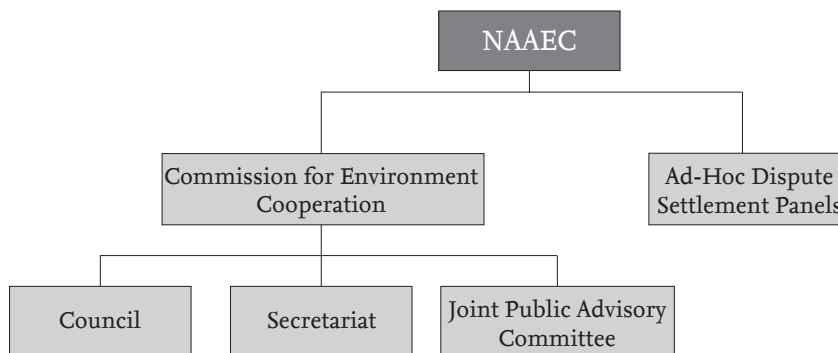 NAAEC
Commission for Environment
Cooperation
Ad-Hoc Dispute
Settlement Panels
Council
Secretariat
Joint Public Advisory
Committee